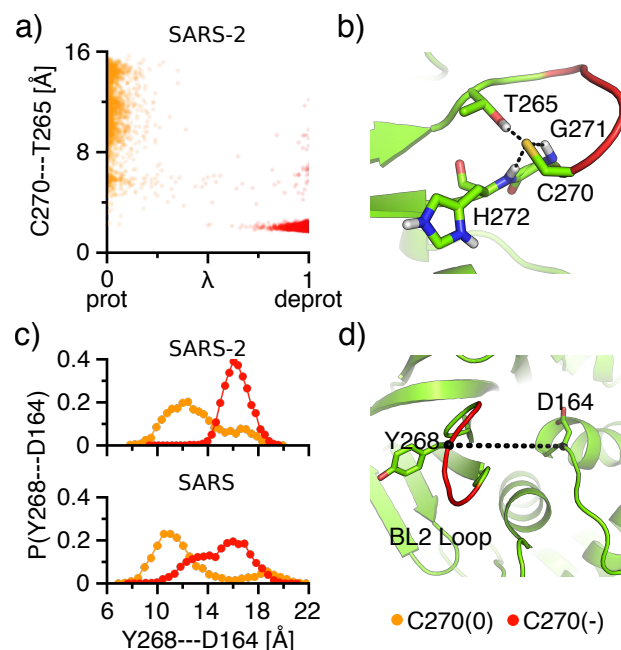 a)
SARS-2
C270---T265 [Å]
16
8
0
0
λ
1
prot
deprot
b)
T265
G271
C270
H272
c)
SARS-2
P(Y268---D164)
0.4
0.2
0
SARS
0.4
0.2
0
6 10 14 18 22
Y268---D164 [Å]
d)
D164
Y268
BL2 Loop
C270(0) C270(-)